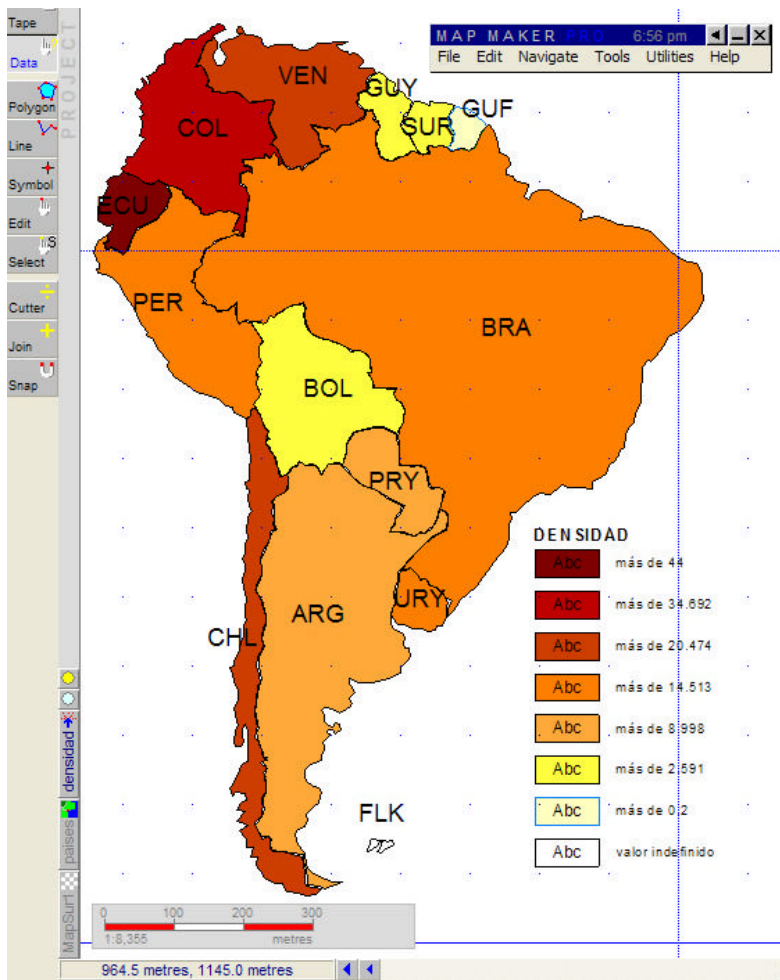 Tape
Data
Polygon
Line
Symbol
Edit
S
Select
Cutter
Join
Snap
PROJECT
densidad
paises
MapSurf
MAP MAKER PRO 6:56 pm
File Edit Navigate Tools Utilities Help
VEN
GUY
GUF
COL
SUR
ECU
PER
BRA
BOL
PRY
URY
ARG
CHL
FLK
DENSIDAD
Abc más de 44
Abc más de 34.692
Abc más de 20.474
Abc más de 14.513
Abc más de 8.998
Abc más de 2.591
Abc más de 0.2
Abc valor indefinido
0 100 200 300
1:8,355 metres
964.5 metres, 1145.0 metres